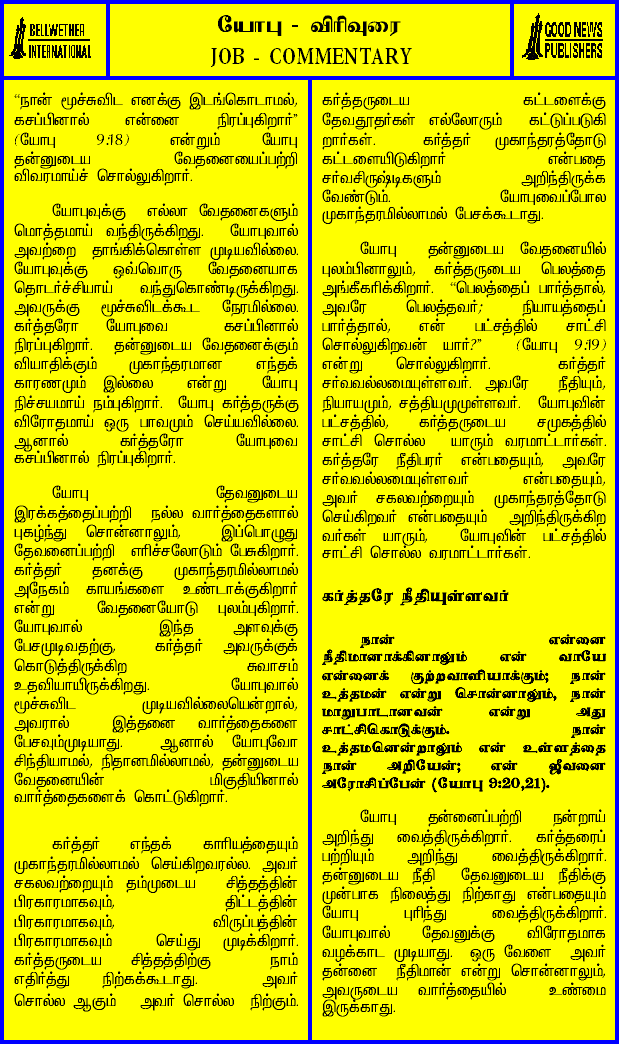 BELLWETHER
INTERNATIONAL
யோபு - விரிவுரை
JOB - COMMENTARY
GOOD NEWS
PUBLISHERS
“நான் மூச்சுவிட எனக்கு இடங்கொடாமல்,
கசப்பினால் என்னை நிரப்புகிறார்”
(யோபு 9:18) என்றும் யோபு
தன்னுடைய வேதனையைப்பற்றி
விவரமாய்ச் சொல்லுகிறார்.
யோபுவுக்கு எல்லா வேதனைகளும்
மொத்தமாய் வந்திருக்கிறது. யோபுவால்
அவற்றை தாங்கிக்கொள்ள முடியவில்லை.
யோபுவுக்கு ஒவ்வொரு வேதனையாக
தொடர்ச்சியாய் வந்துகொண்டிருக்கிறது.
அவருக்கு மூச்சுவிடக்கூட நேரமில்லை.
கர்த்தரோ யோபுவை கசப்பினால்
நிரப்புகிறார். தன்னுடைய வேதனைக்கும்
வியாதிக்கும் முகாந்தரமான எந்தக்
காரணமும் இல்லை என்று யோபு
நிச்சயமாய் நம்புகிறார். யோபு கர்த்தருக்கு
விரோதமாய் ஒரு பாவமும் செய்யவில்லை.
ஆனால் கர்த்தரோ யோபுவை
கசப்பினால் நிரப்புகிறார்.
யோபு தேவனுடைய
இரக்கத்தைப்பற்றி நல்ல வார்த்தைகளால்
புகழ்ந்து சொன்னாலும், இப்பொழுது
தேவனைப்பற்றி எரிச்சலோடும் பேசுகிறார்.
கர்த்தர் தனக்கு முகாந்தரமில்லாமல்
அநேகம் காயங்களை உண்டாக்குகிறார்
என்று வேதனையோடு புலம்புகிறார்.
யோபுவால் இந்த அளவுக்கு
பேசமுடிவதற்கு, கர்த்தர் அவருக்குக்
கொடுத்திருக்கிற சுவாசம்
உதவியாயிருக்கிறது. யோபுவால்
மூச்சுவிட முடியவில்லையென்றால்,
அவரால் இத்தனை வார்த்தைகளை
பேசவும்முடியாது. ஆனால் யோபுவோ
சிந்தியாமல், நிதானமில்லாமல், தன்னுடைய
வேதனையின் மிகுதியினால்
வார்த்தைகளைக் கொட்டுகிறார்.
கர்த்தர் எந்தக் காரியத்தையும்
முகாந்தரமில்லாமல் செய்கிறவரல்ல. அவர்
சகலவற்றையும் தம்முடைய சித்தத்தின்
பிரகாரமாகவும், திட்டத்தின்
பிரகாரமாகவும், விருப்பத்தின்
பிரகாரமாகவும் செய்து முடிக்கிறார்.
கர்த்தருடைய சித்தத்திற்கு நாம்
எதிர்த்து நிற்கக்கூடாது. அவர்
சொல்ல ஆகும் அவர் சொல்ல நிற்கும்.
கர்த்தருடைய கட்டளைக்கு
தேவதூதர்கள் எல்லோரும் கட்டுப்படுகி
றார்கள். கர்த்தர் முகாந்தரத்தோடு
கட்டளையிடுகிறார் என்பதை
சர்வசிருஷ்டிகளும் அறிந்திருக்க
வேண்டும். யோபுவைப்போல
முகாந்தரமில்லாமல் பேசக்கூடாது.
யோபு தன்னுடைய வேதனையில்
புலம்பினாலும், கர்த்தருடைய பெலத்தை
அங்கீகரிக்கிறார். “பெலத்தைப் பார்த்தால்,
அவரே பெலத்தவர்; நியாயத்தைப்
பார்த்தால், என் பட்சத்தில் சாட்சி
சொல்லுகிறவன் யார்?” (யோபு 9:19)
என்று சொல்லுகிறார். கர்த்தர்
சர்வவல்லமையுள்ளவர். அவரே நீதியும்,
நியாயமும், சத்தியமுமுள்ளவர். யோபுவின்
பட்சத்தில், கர்த்தருடைய சமுகத்தில்
சாட்சி சொல்ல யாரும் வரமாட்டார்கள்.
கர்த்தரே நீதிபரர் என்பதையும், அவரே
சர்வவல்லமையுள்ளவர் என்பதையும்,
அவர் சகலவற்றையும் முகாந்தரத்தோடு
செய்கிறவர் என்பதையும் அறிந்திருக்கிற
வர்கள் யாரும், யோபுவின் பட்சத்தில்
சாட்சி சொல்ல வரமாட்டார்கள்.
கர்த்தரே நீதியுள்ளவர்
நான் என்னை
நீதிமானாக்கினாலும் என் வாயே
என்னைக் குற்றவாளியாக்கும்; நான்
உத்தமன் என்று சொன்னாலும், நான்
மாறுபாடானவன் என்று அது
சாட்சிகொடுக்கும். நான்
உத்தமனென்றாலும் என் உள்ளத்தை
நான் அறியேன்; என் ஜீவனை
அரோசிப்பேன் (யோபு 9:20,21).
யோபு தன்னைப்பற்றி நன்றாய்
அறிந்து வைத்திருக்கிறார். கர்த்தரைப்
பற்றியும் அறிந்து வைத்திருக்கிறார்.
தன்னுடைய நீதி தேவனுடைய நீதிக்கு
முன்பாக நிலைத்து நிற்காது என்பதையும்
யோபு புரிந்து வைத்திருக்கிறார்.
யோபுவால் தேவனுக்கு விரோதமாக
வழக்காட முடியாது. ஒரு வேளை அவர்
தன்னை நீதிமான் என்று சொன்னாலும்,
அவருடைய வார்த்தையில் உண்மை
இருக்காது.